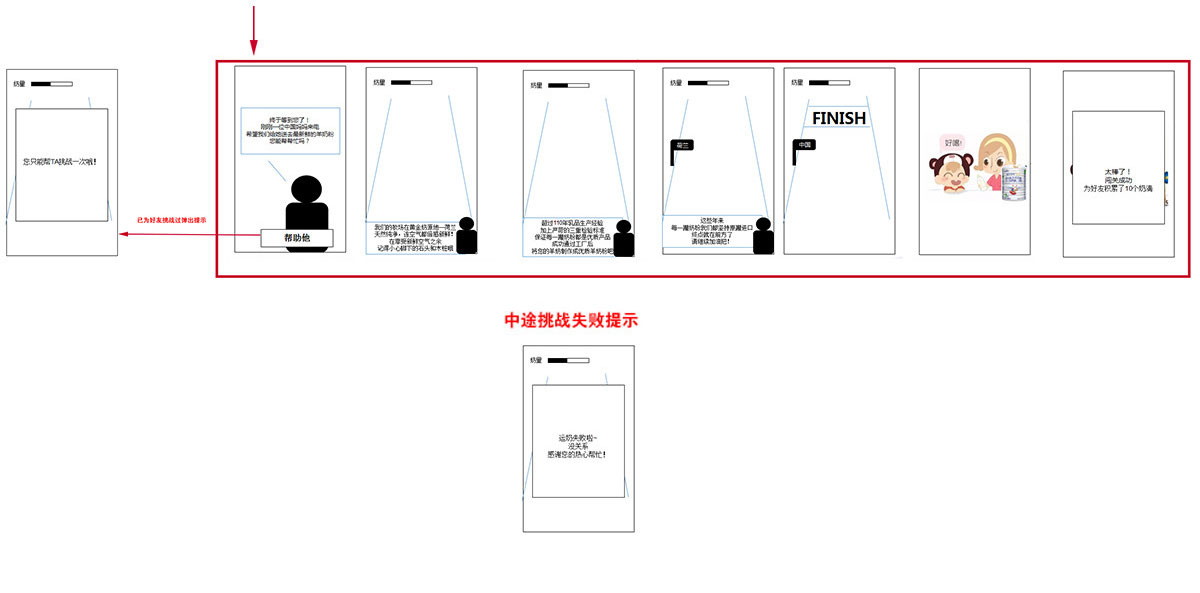 奶量
您只能帮TA挑战一次哦!
已为好友挑战过弹出提示
终于等到您了!
刚刚一位中国妈妈来电
希望我们给她送去最新鲜的羊奶粉
您能帮帮忙吗?
帮助他
奶量
我们的牧场在黄金奶源地—荷兰
天然纯净,连空气都倍感新鲜!
在享受新鲜空气之余
记得小心脚下的石头和木桩哦
奶量
超过110年乳品生产经验
加上严苛的三重检验标准
保证每一罐奶粉都是优质产品
成功通过工厂后
将您的羊奶制作成优质羊奶粉吧
奶量
荷兰
这些年来
每一罐奶粉我们都坚持原罐进口
终点就在前方了
请继续加油吧!
奶量
FINISH
中国
好喝!
太棒了!
闯关成功
为好友积累了10个奶滴
中途挑战失败提示
奶量
运奶失败啦~
没关系
感谢您的热心帮忙!